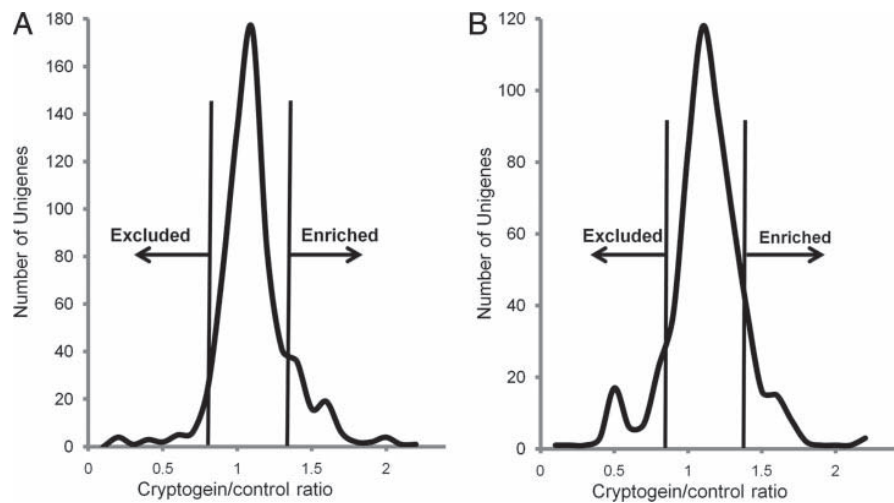 A
Number of Unigenes
180
160
140
120
100
80
60
40
20
0
Excluded
Enriched
0
0.5
1
1.5
2
Cryptogein/control ratio
B
Number of Unigenes
120
100
80
60
40
20
0
Excluded
Enriched
0
0.5
1
1.5
2
Cryptogein/control ratio